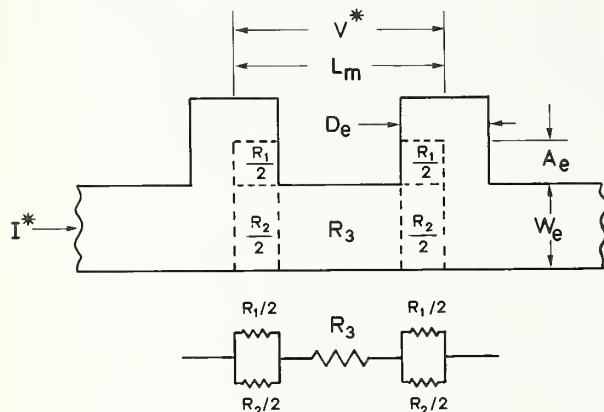 V*
Lm
De
R1/2
R1/2
Ae
I*
R2/2
R3
R2/2
We
R1/2
R3
R1/2
R2/2
R2/2